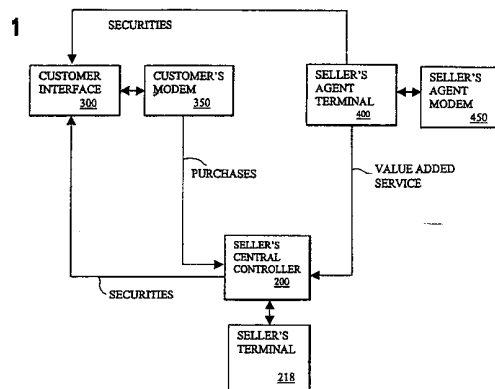 1
SECURITIES
CUSTOMER
INTERFACE
300
CUSTOMER'S
MODEM
350
SELLER'S
AGENT
TERMINAL
400
SELLER'S
AGENT
MODEM
450
PURCHASES
VALUE ADDED
SERVICE
SELLER'S
CENTRAL
CONTROLLER
200
SECURITIES
SELLER'S
TERMINAL
218